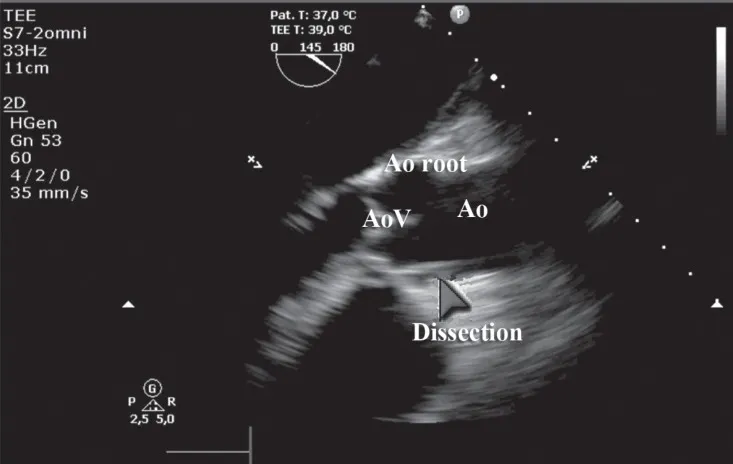 TEE
S7-2omni
33Hz
11cm
2D
HGen
Gn 53
60
4/2/0
35 mm/s
Pat. T: 37,0 °C
TEE T: 39,0 °C
0 145 180
P
Ao root
AoV
Ao
Dissection
G
P R
2,5 5,0